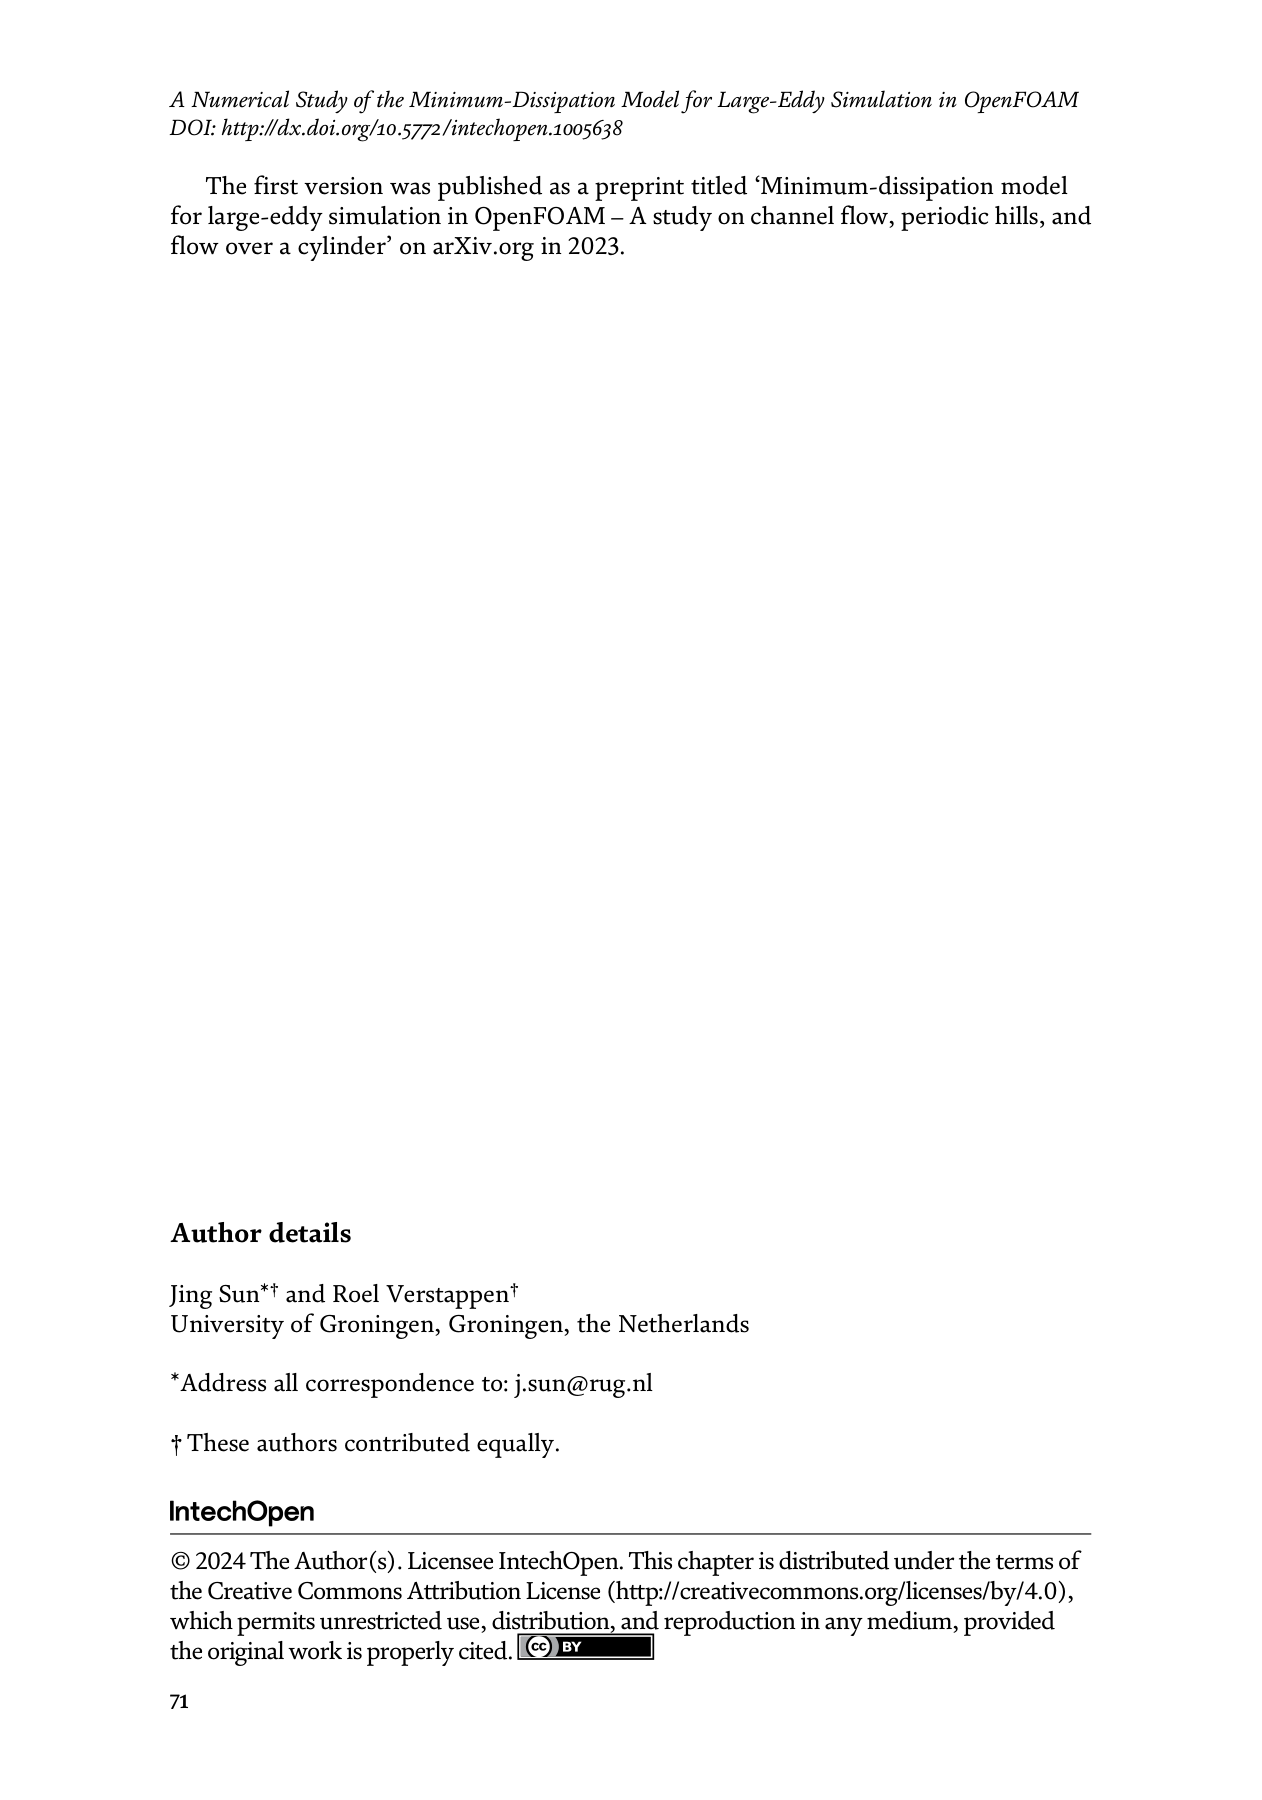 A Numerical Study of the Minimum-Dissipation Model for Large-Eddy Simulation in OpenFOAM
DOI: http://dx.doi.org/10.5772/intechopen.1005638
The first version was published as a preprint titled ‘Minimum-dissipation model
for large-eddy simulation in OpenFOAM – A study on channel flow, periodic hills, and
flow over a cylinder’ on arXiv.org in 2023.
Author details
Jing Sun*† and Roel Verstappen†
University of Groningen, Groningen, the Netherlands
*Address all correspondence to: j.sun@rug.nl
† These authors contributed equally.
IntechOpen
© 2024 The Author(s). Licensee IntechOpen. This chapter is distributed under the terms of
the Creative Commons Attribution License (http://creativecommons.org/licenses/by/4.0),
which permits unrestricted use, distribution, and reproduction in any medium, provided
the original work is properly cited. cc BY
71